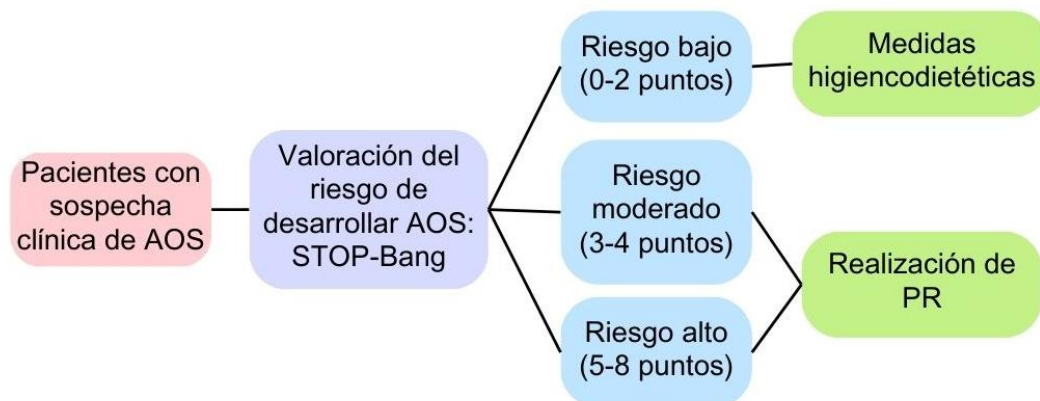 Pacientes con
sospecha
clínica de AOS
Valoración del
riesgo de
desarrollar AOS:
STOP-Bang
Riesgo bajo
(0-2 puntos)
Medidas
higiencodietéticas
Riesgo
moderado
(3-4 puntos)
Riesgo alto
(5-8 puntos)
Realización de
PR